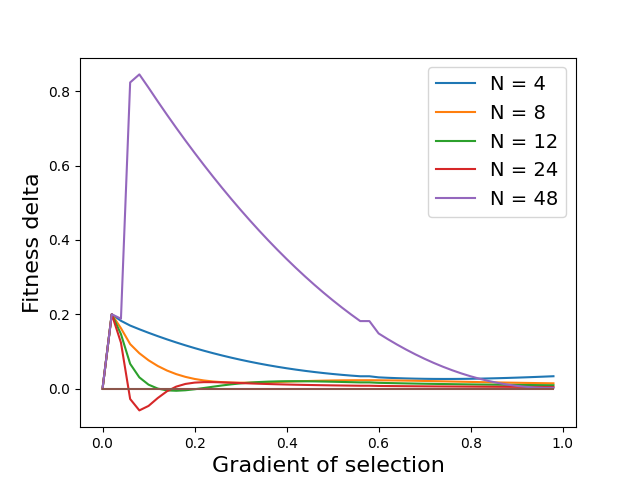 N = 4
N = 8
N = 12
N = 24
N = 48
Fitness delta
0.8
0.6
0.4
0.2
0.0
0.0 0.2 0.4 0.6 0.8 1.0
Gradient of selection